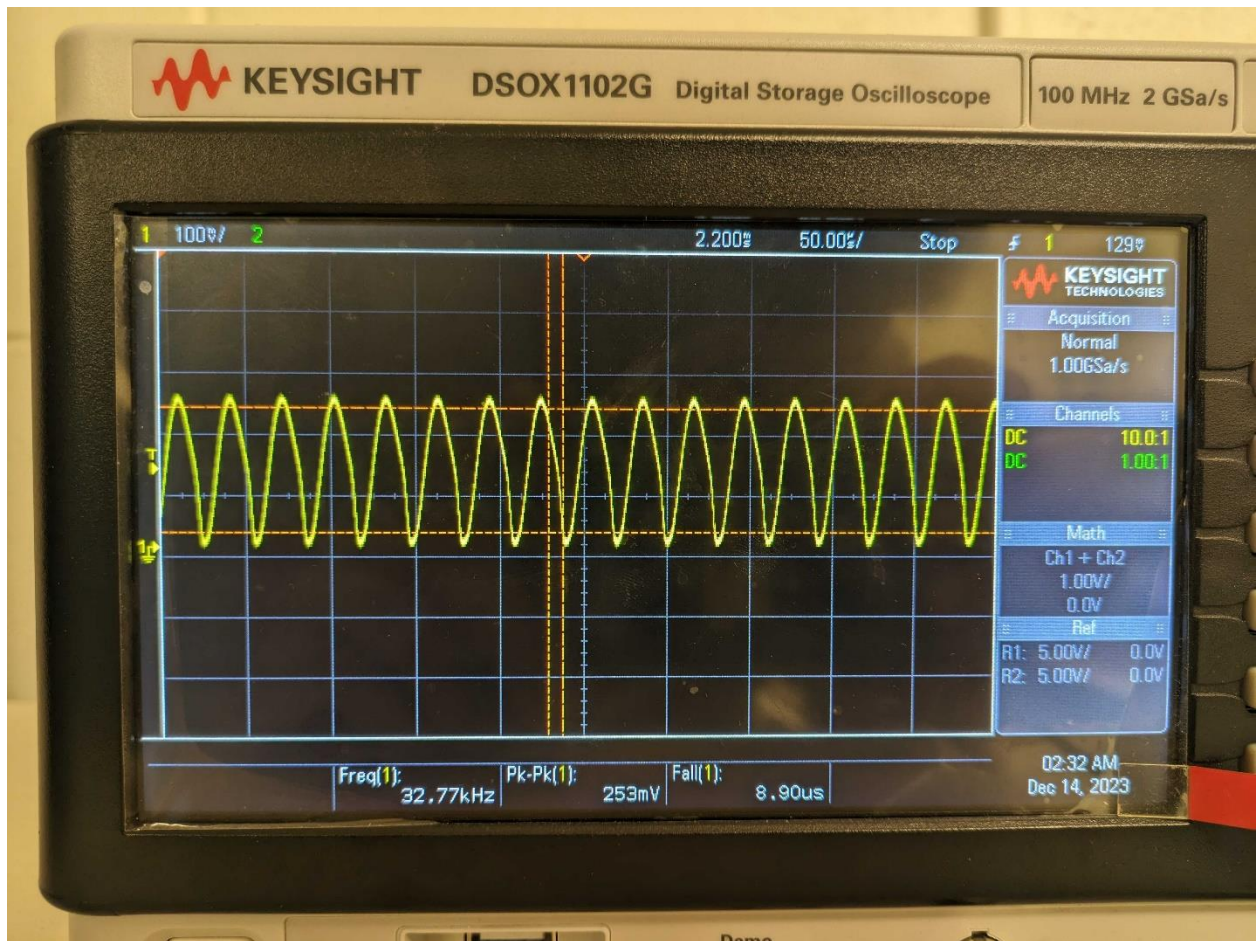 KEYSIGHT DSOX1102G Digital Storage Oscilloscope 100 MHz 2 GSa/s
1 100V/ 2 2.200s 50.00s/ Stop 1 129V
KEYSIGHT
TECHNOLOGIES
Acquisition
Normal
1.00GSa/s
Channels
DC 10.0:1
DC 1.00:1
T
1
Math
Ch1 + Ch2
1.00V/
0.0V
Ref
R1: 5.00V/ 0.0V
R2: 5.00V/ 0.0V
Freq(1): Pk-Pk(1): Fall(1):
32.77kHz 253mV 8.90us
02:32 AM
Dec 14, 2023